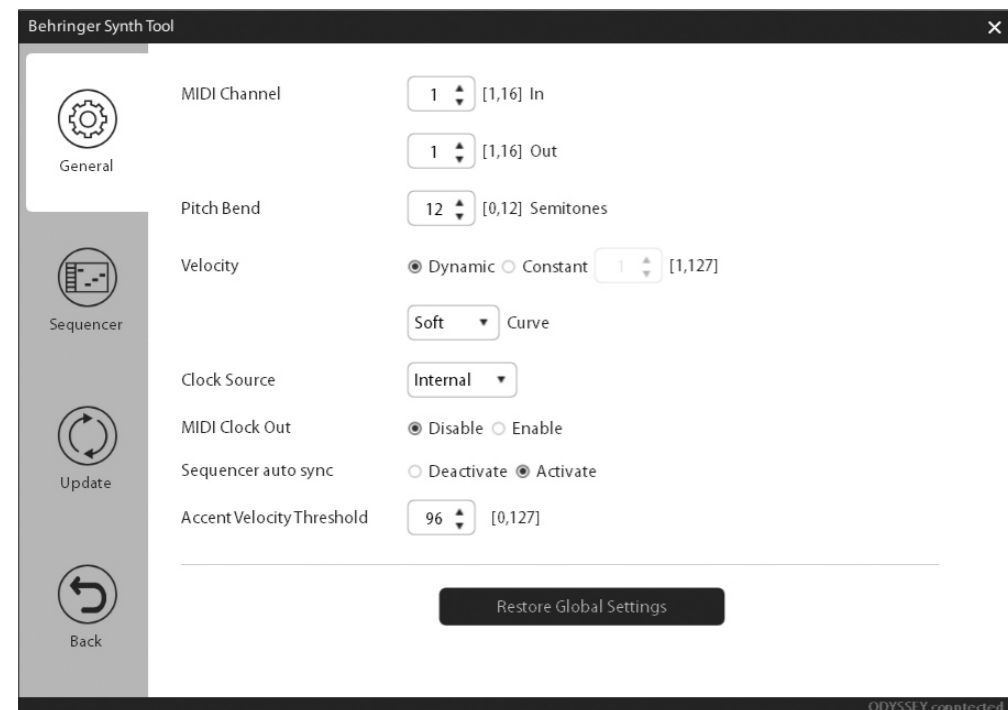 Behringer Synth Tool
General
Sequencer
Update
Back
MIDI Channel 1 [1,16] In
1 [1,16] Out
Pitch Bend 12 [0,12] Semitones
Velocity Dynamic Constant 1 [1,127]
Soft Curve
Clock Source Internal
MIDI Clock Out Disable Enable
Sequencer auto sync Deactivate Activate
Accent Velocity Threshold 96 [0,127]
Restore Global Settings
ODYSSEY conntected